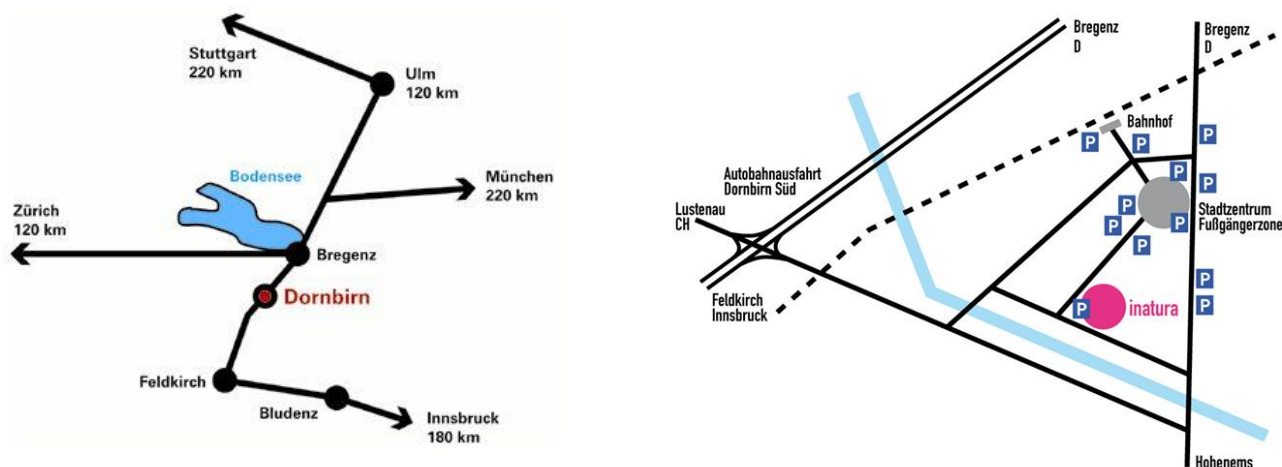 Stuttgart
220 km
Ulm
120 km
Bodensee
München
220 km
Zürich
120 km
Bregenz
Dornbirn
Feldkirch
Bludenz
Innsbruck
180 km
Bregenz
D
Bregenz
D
Bahnhof
P
P
P
Autobahnausfahrt
Dornbirn Süd
P
P
Lustenau
CH
P
P
P
P
Stadtzentrum
Fußgängerzone
Feldkirch
Innsbruck
P
P
P
inatura
P
Hohenems